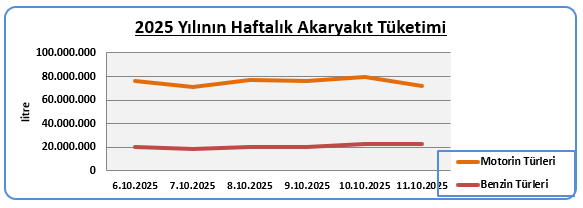 2025 Yılının Haftalık Akaryakıt Tüketimi
litre
100.000.000
80.000.000
60.000.000
40.000.000
20.000.000
0
6.10.2025 7.10.2025 8.10.2025 9.10.2025 10.10.2025 11.10.2025
Motorin Türleri
Benzin Türleri